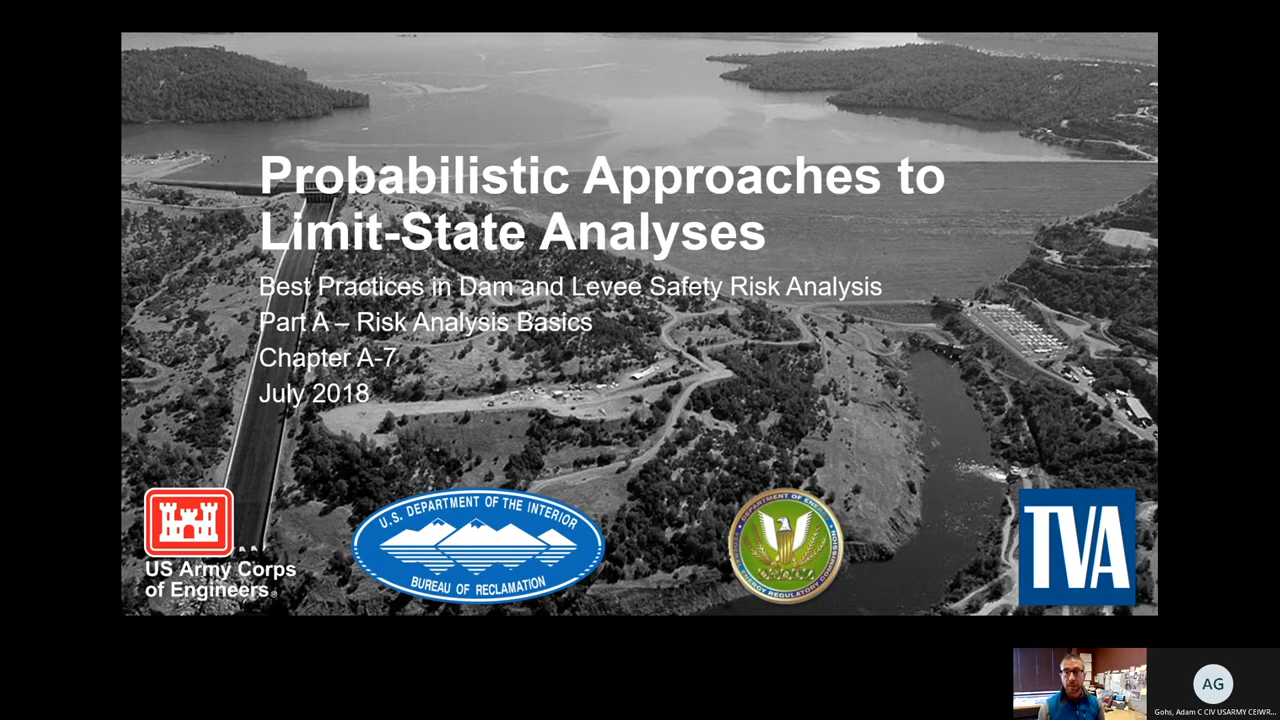 Probabilistic Approaches to
Limit-State Analyses
Best Practices in Dam and Levee Safety Risk Analysis
Part A – Risk Analysis Basics
Chapter A-7
July 2018
US Army Corps
of Engineers®
U.S. DEPARTMENT OF THE INTERIOR
BUREAU OF RECLAMATION
TVA
AG
Gohs, Adam C CIV USARMY CEIWR...